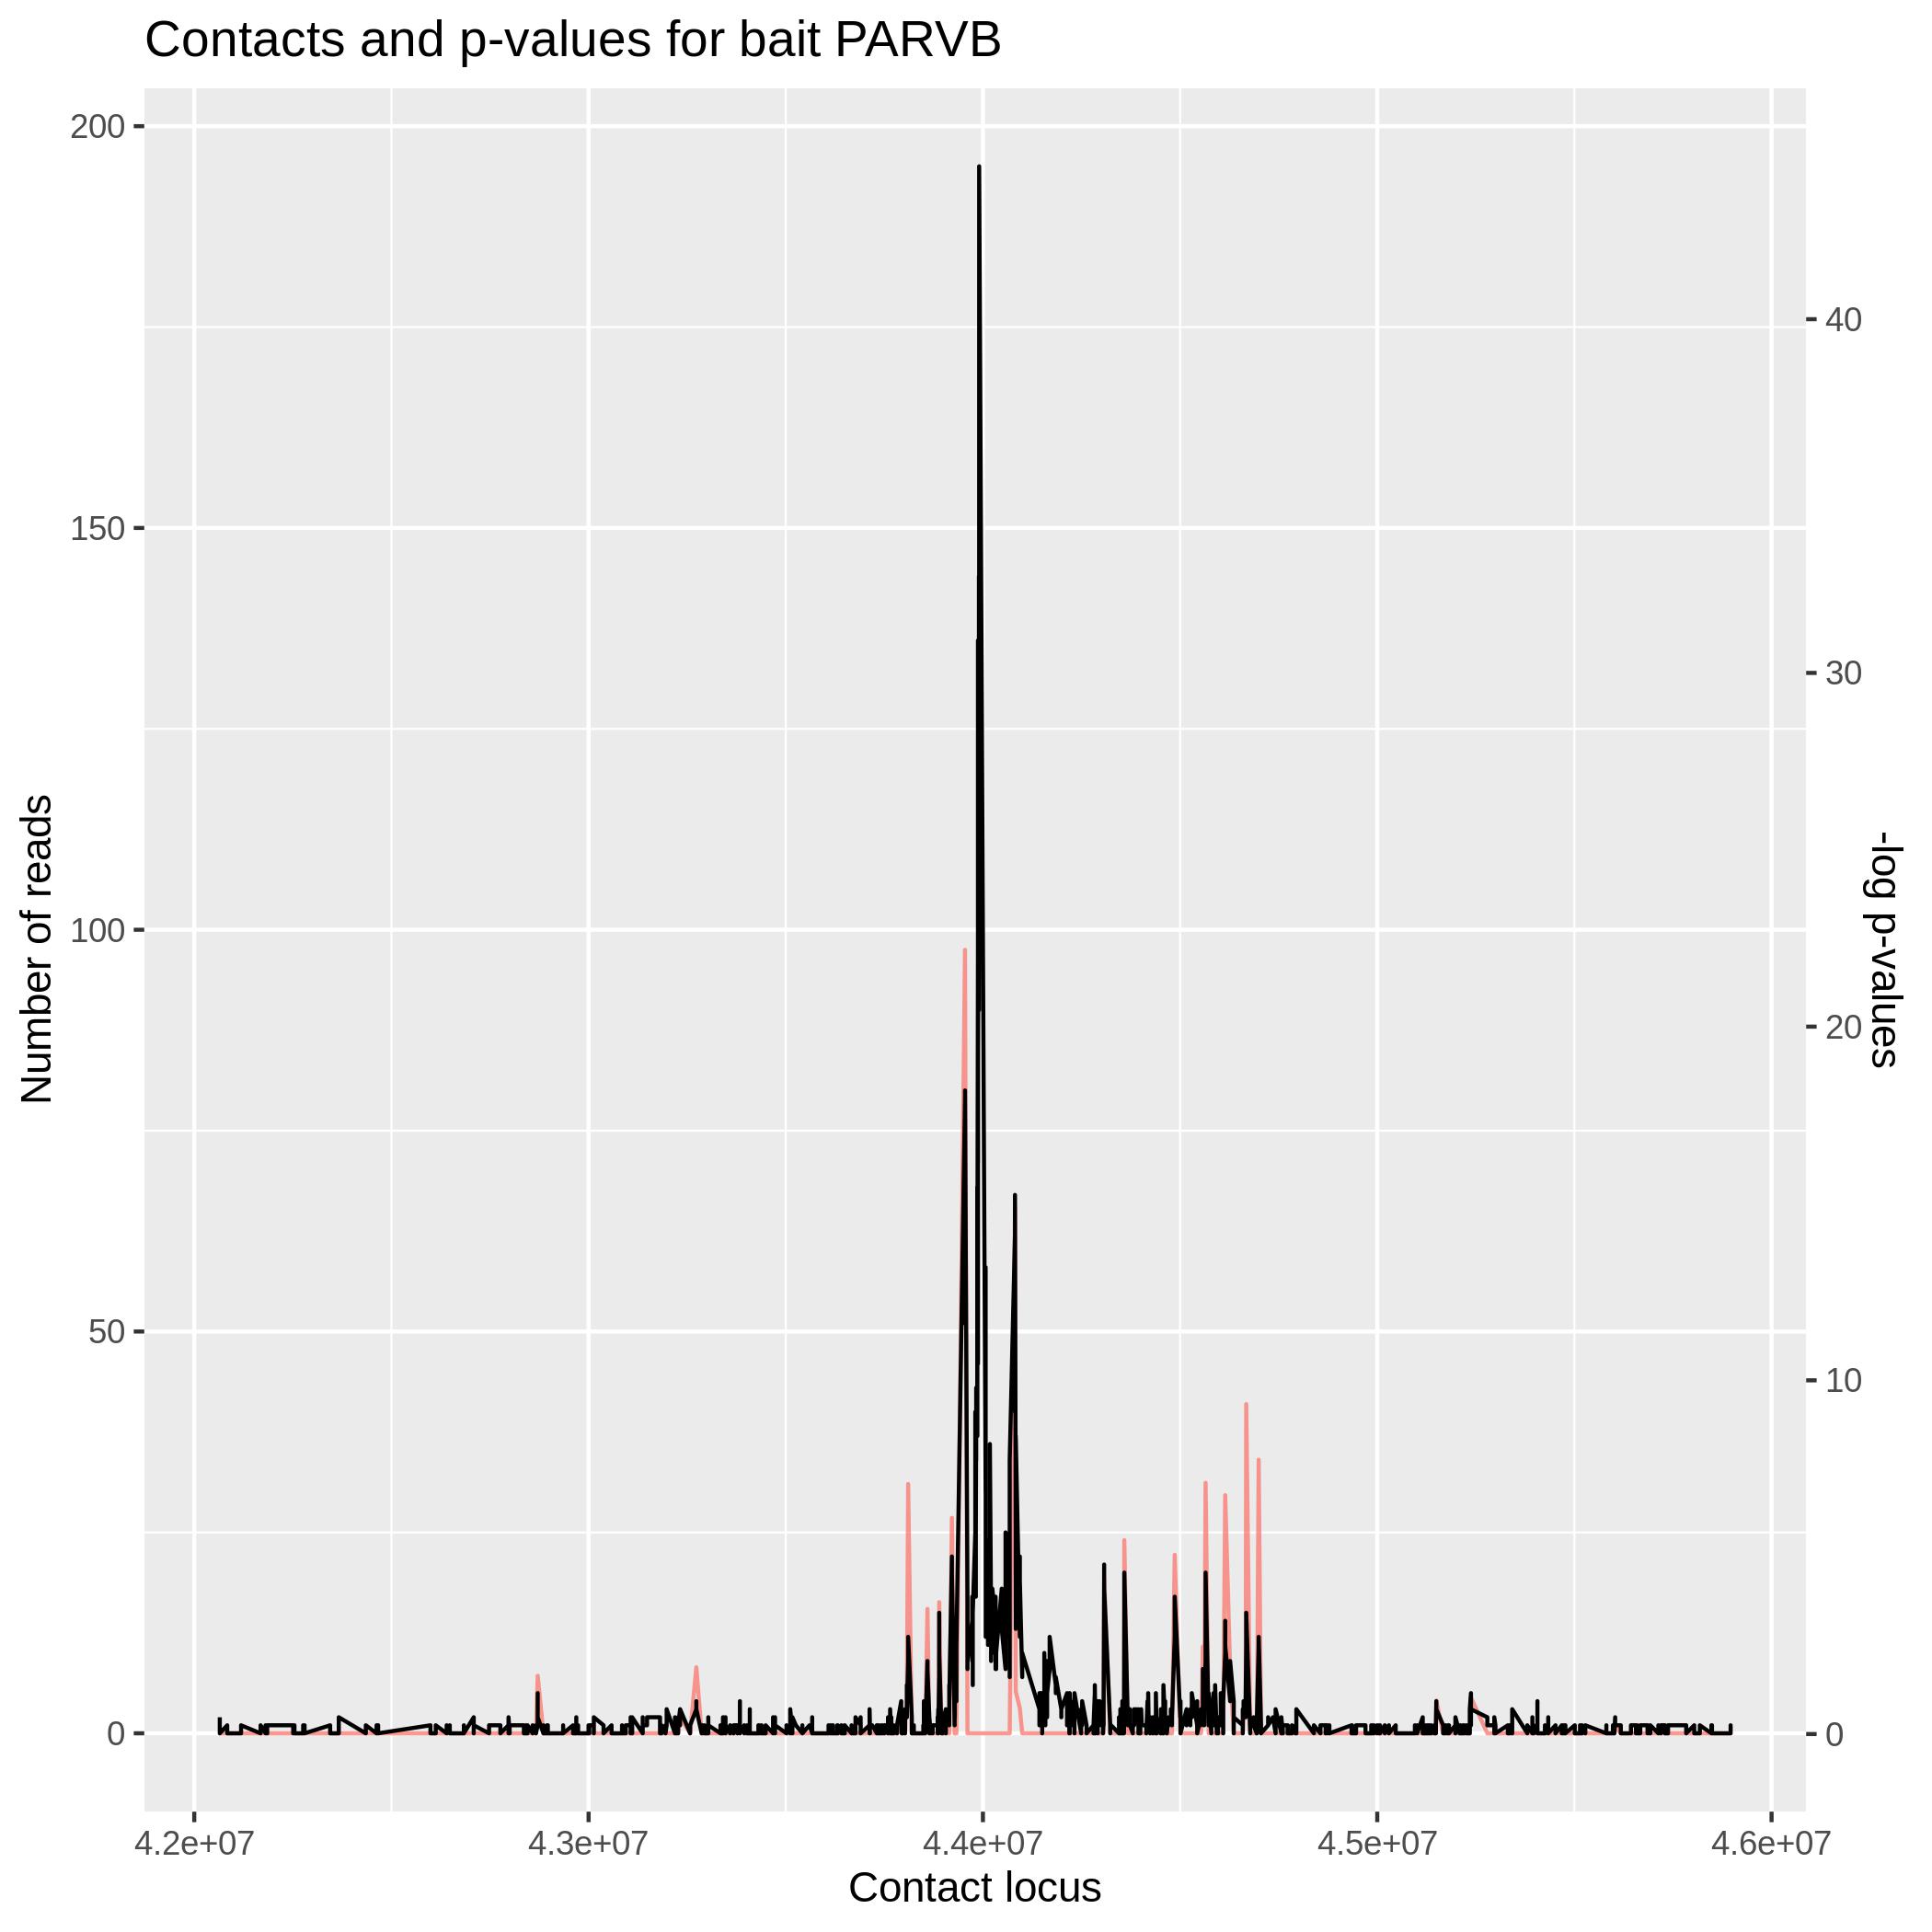 Contacts and p-values for bait PARVB
200
150
100
50
0
Number of reads
40
30
20
10
0
-log p-values
4.2e+07
4.3e+07
4.4e+07
4.5e+07
4.6e+07
Contact locus